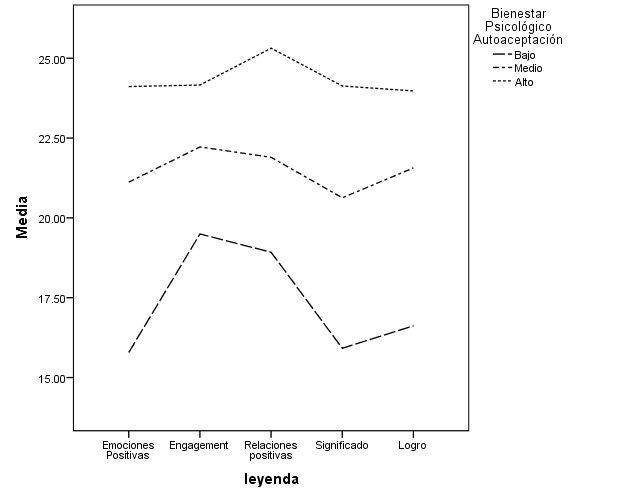 Bienestar
Psicológico
Autoaceptación
Bajo
Medio
Alto
25.00
22.50
20.00
17.50
15.00
Media
Emociones
Positivas
Engagement
Relaciones
positivas
Significado
Logro
leyenda